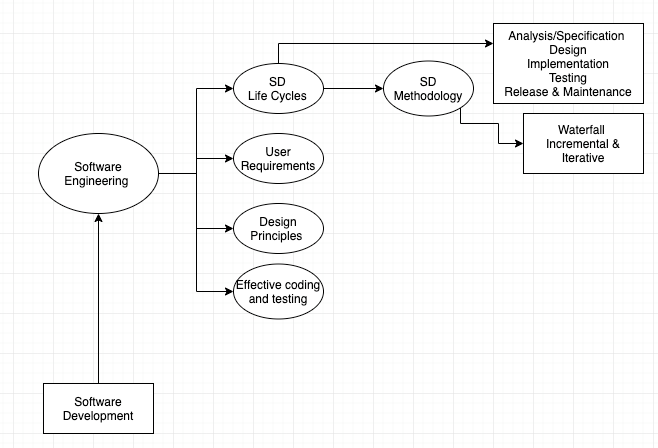 Analysis/Specification
Design
Implementation
Testing
Release & Maintenance
SD
Life Cycles
SD
Methodology
Waterfall
Incremental &
Iterative
User
Requirements
Software
Engineering
Design
Principles
Effective coding
and testing
Software
Development